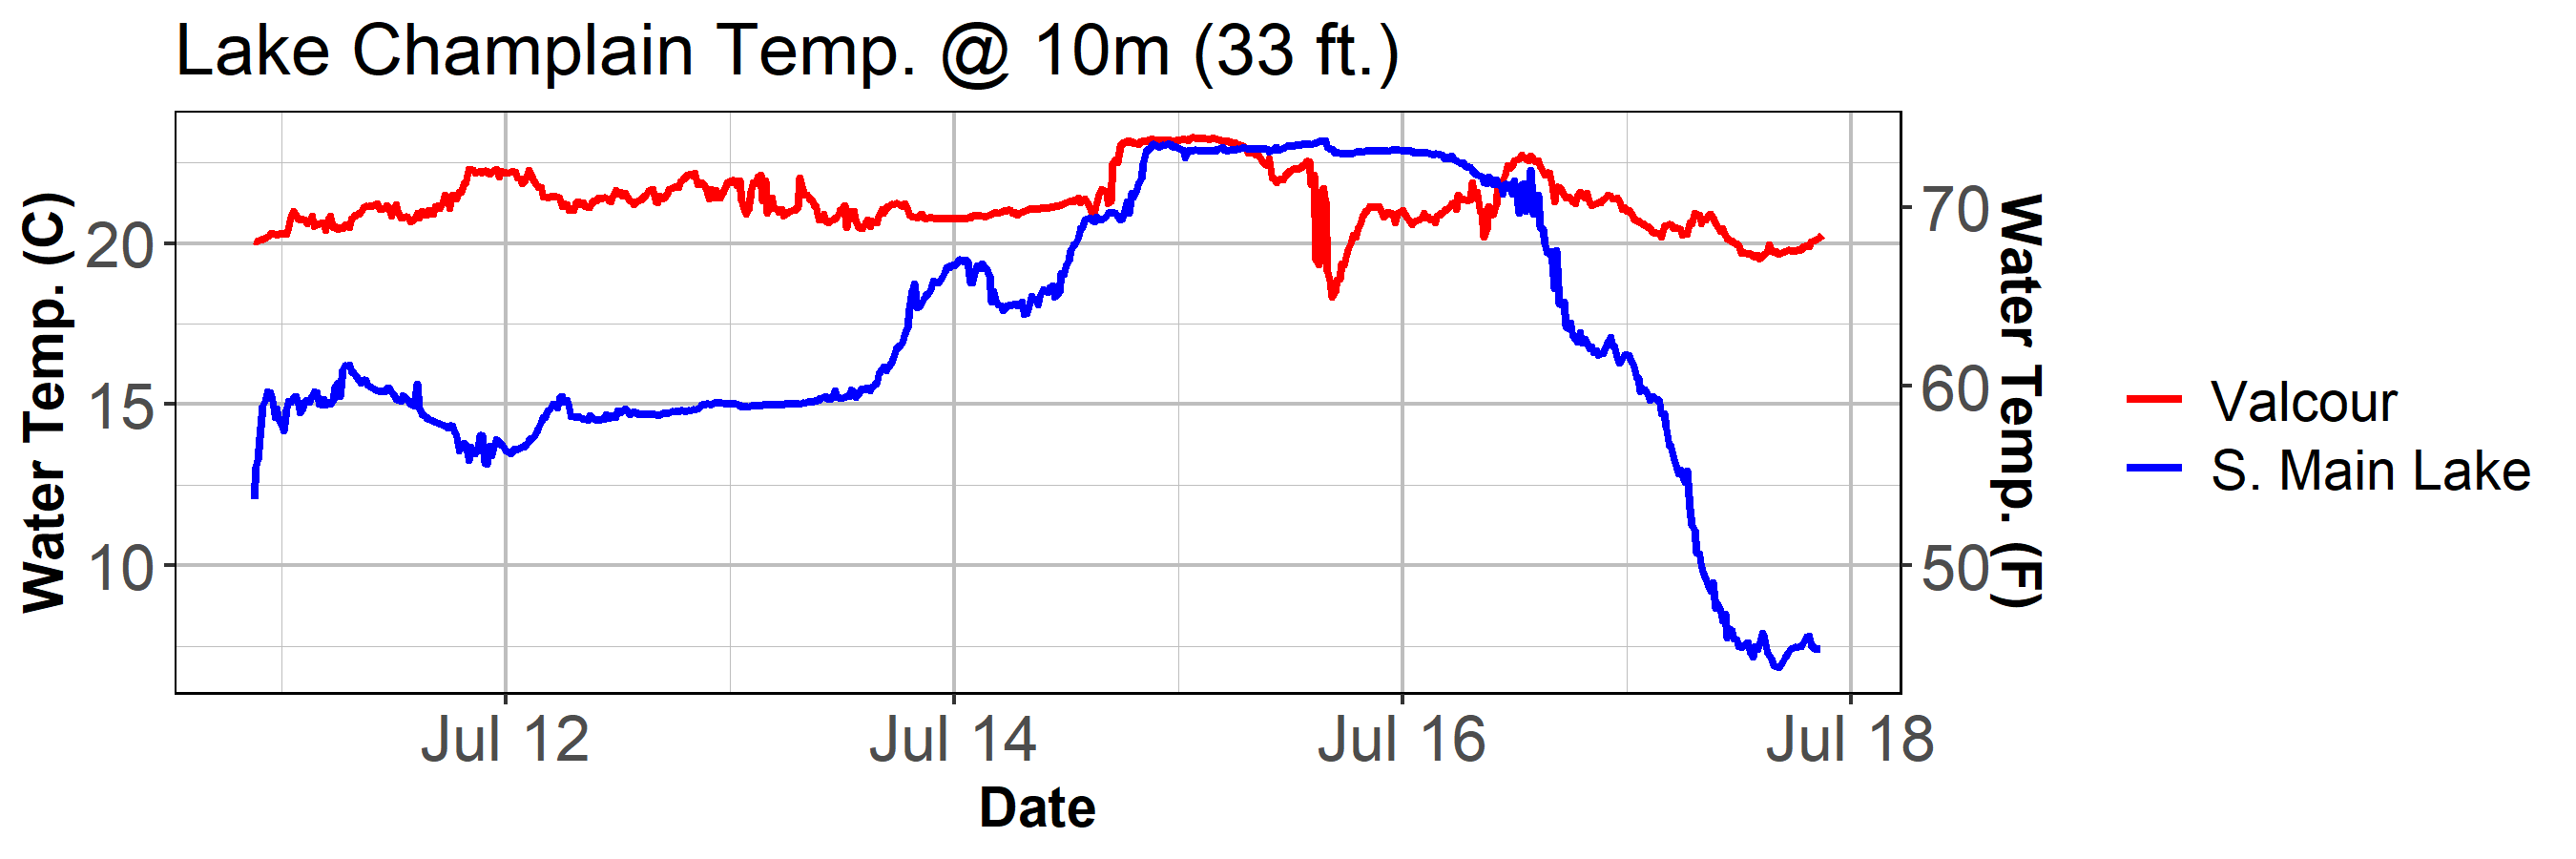 Lake Champlain Temp. @ 10m (33 ft.)
Water Temp. (C)
20
15
10
70
60
50
Water Temp. (F)
Jul 12
Jul 14
Jul 16
Jul 18
Date
Valcour
S. Main Lake